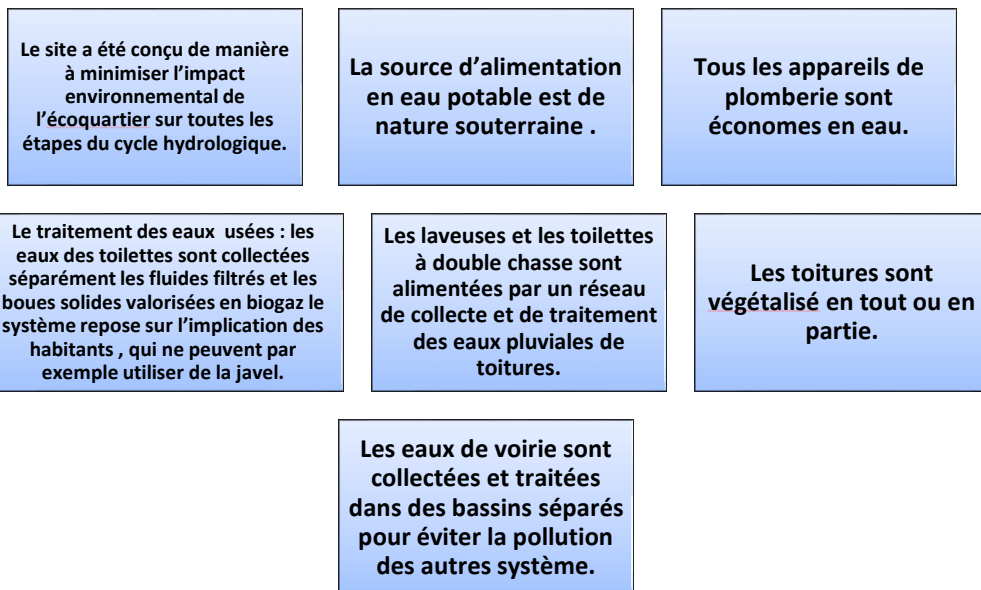 Le site a été conçu de manière
à minimiser l'impact
environnemental de
l'écoquartier sur toutes les
étapes du cycle hydrologique.
La source d'alimentation
en eau potable est de
nature souterraine .
Tous les appareils de
plomberie sont
économes en eau.
Le traitement des eaux  usées : les
eaux des toilettes sont collectées
séparément les fluides filtrés et les
boues solides valorisées en biogaz le
système repose sur l'implication des
habitants , qui ne peuvent par
exemple utiliser de la javel.
Les laveuses et les toilettes
à double chasse sont
alimentées par un réseau
de collecte et de traitement
des eaux pluviales de
toitures.
Les toitures sont
végétalisé en tout ou en
partie.
Les eaux de voirie sont
collectées et traitées
dans des bassins séparés
pour éviter la pollution
des autres système.